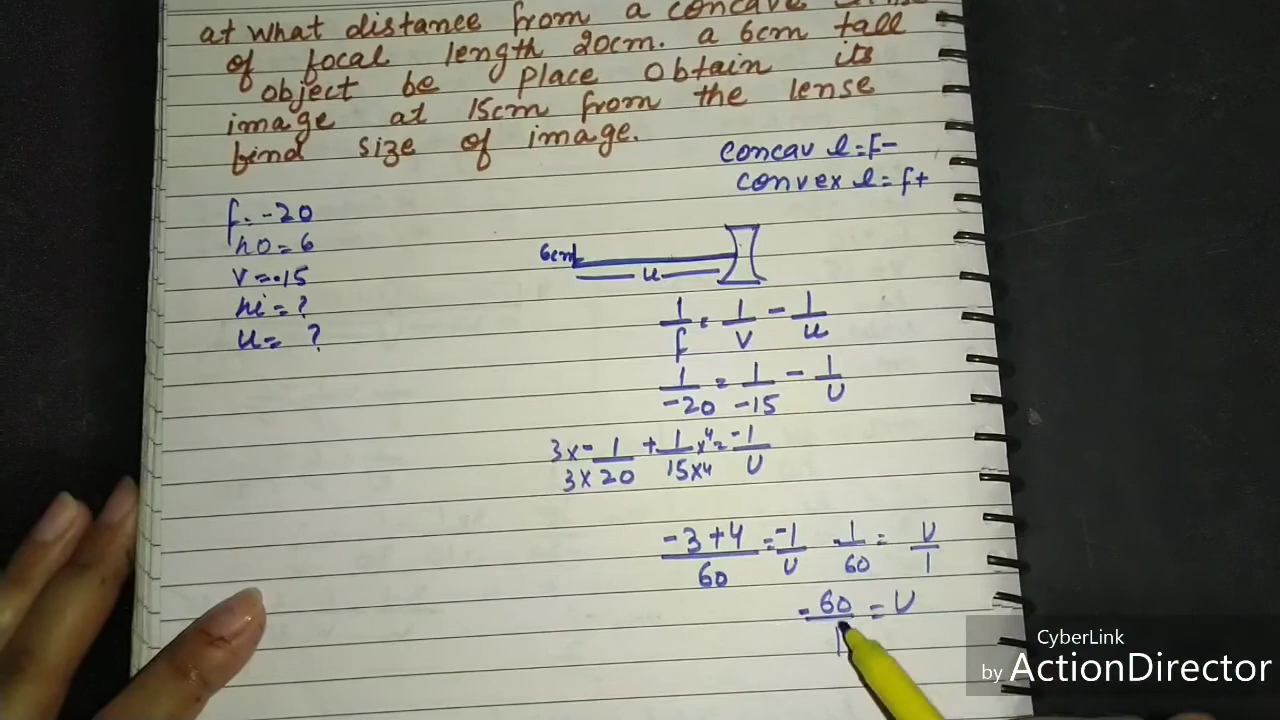 at what distance from a concave
of focal length 20cm. a 6cm tall
object be place obtain its
image at 15cm from the lense
find size of image.
concav l = F-
convex l = f+
f = -20
ho = 6
v = -15
hi = ?
u = ?
6cm
u
1/f = 1/v - 1/u
1/-20 = 1/-15 - 1/u
3x-1/3x20 + 1x4/15x4 = -1/u
-3+4/60 = -1/u 1/60 = u/1
-60/1 = u
CyberLink
by ActionDirector